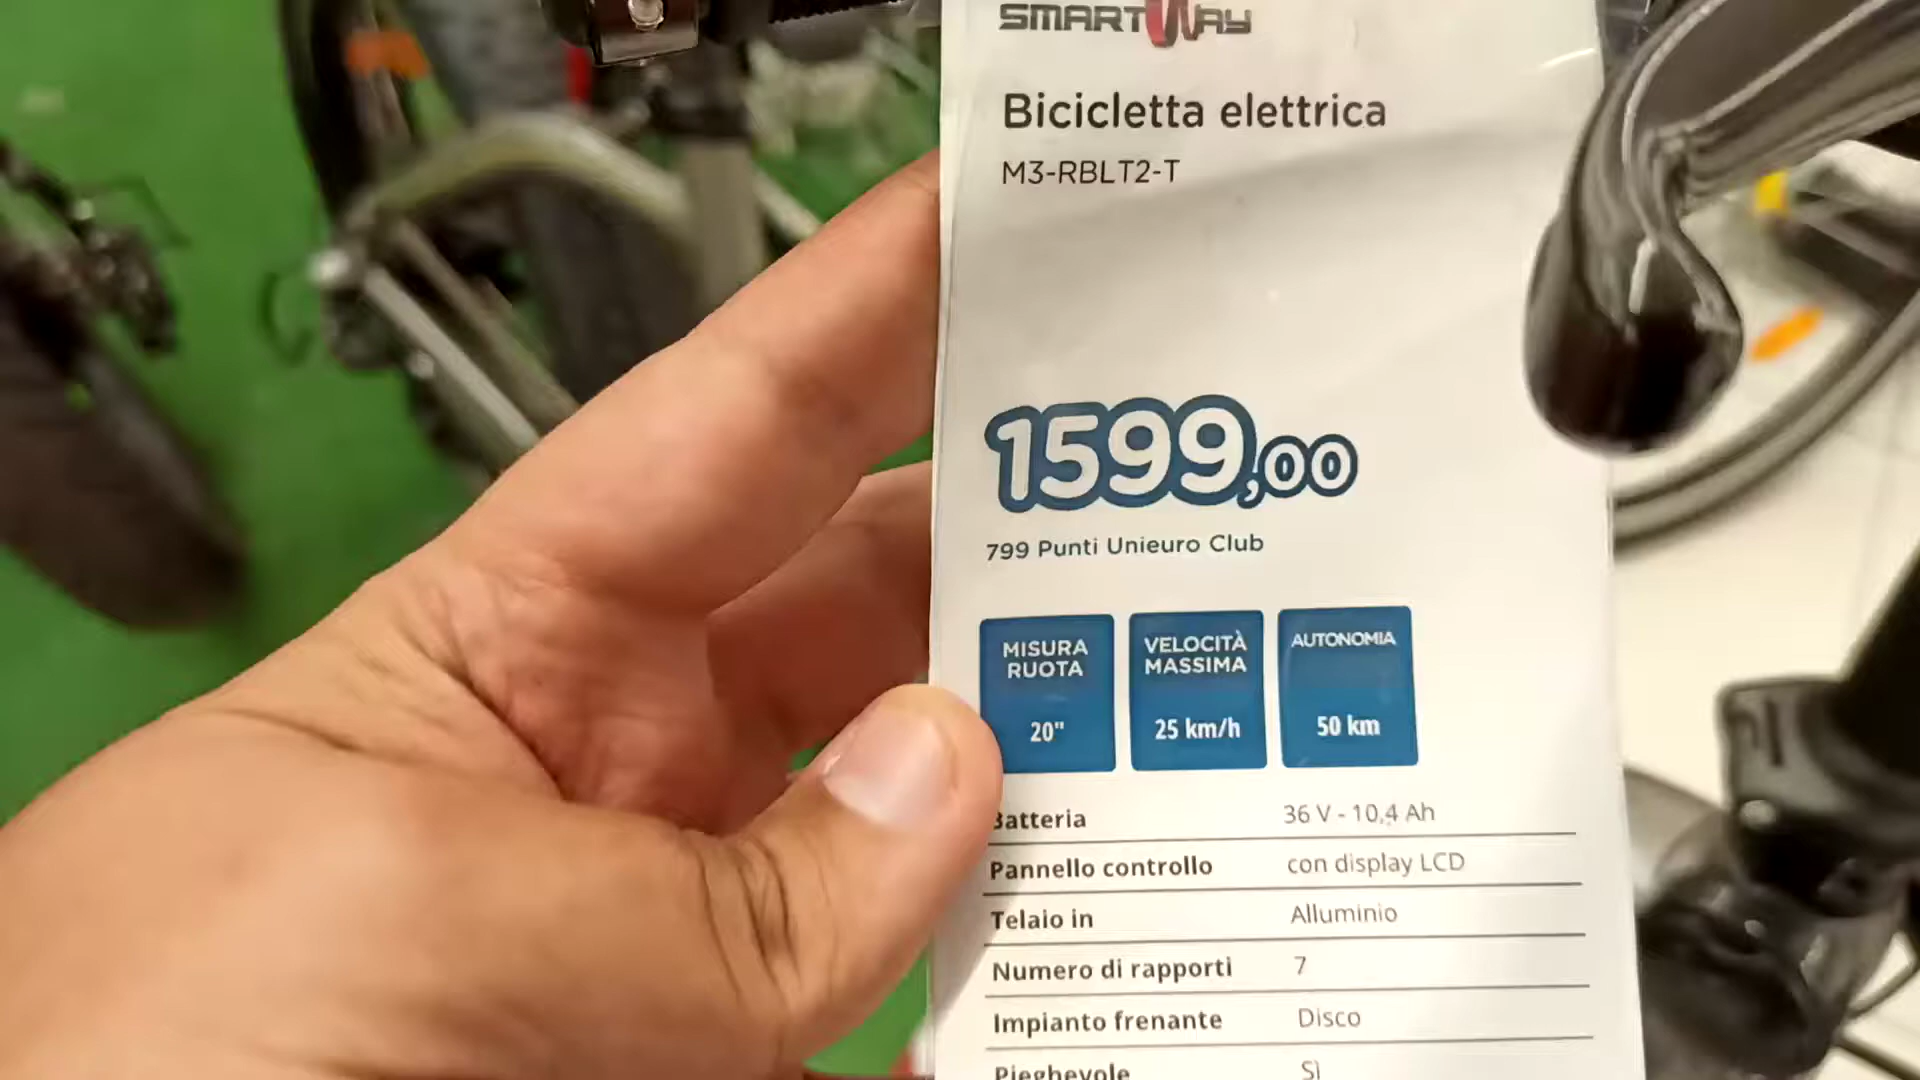 SMARTWAY
Bicicletta elettrica
M3-RBLT2-T
1599,00
799 Punti Unieuro Club
MISURA RUOTA
20"
VELOCITÀ MASSIMA
25 km/h
AUTONOMIA
50 km
Batteria 36 V - 10,4 Ah
Pannello controllo con display LCD
Telaio in Alluminio
Numero di rapporti 7
Impianto frenante Disco
Pieghevole Sì